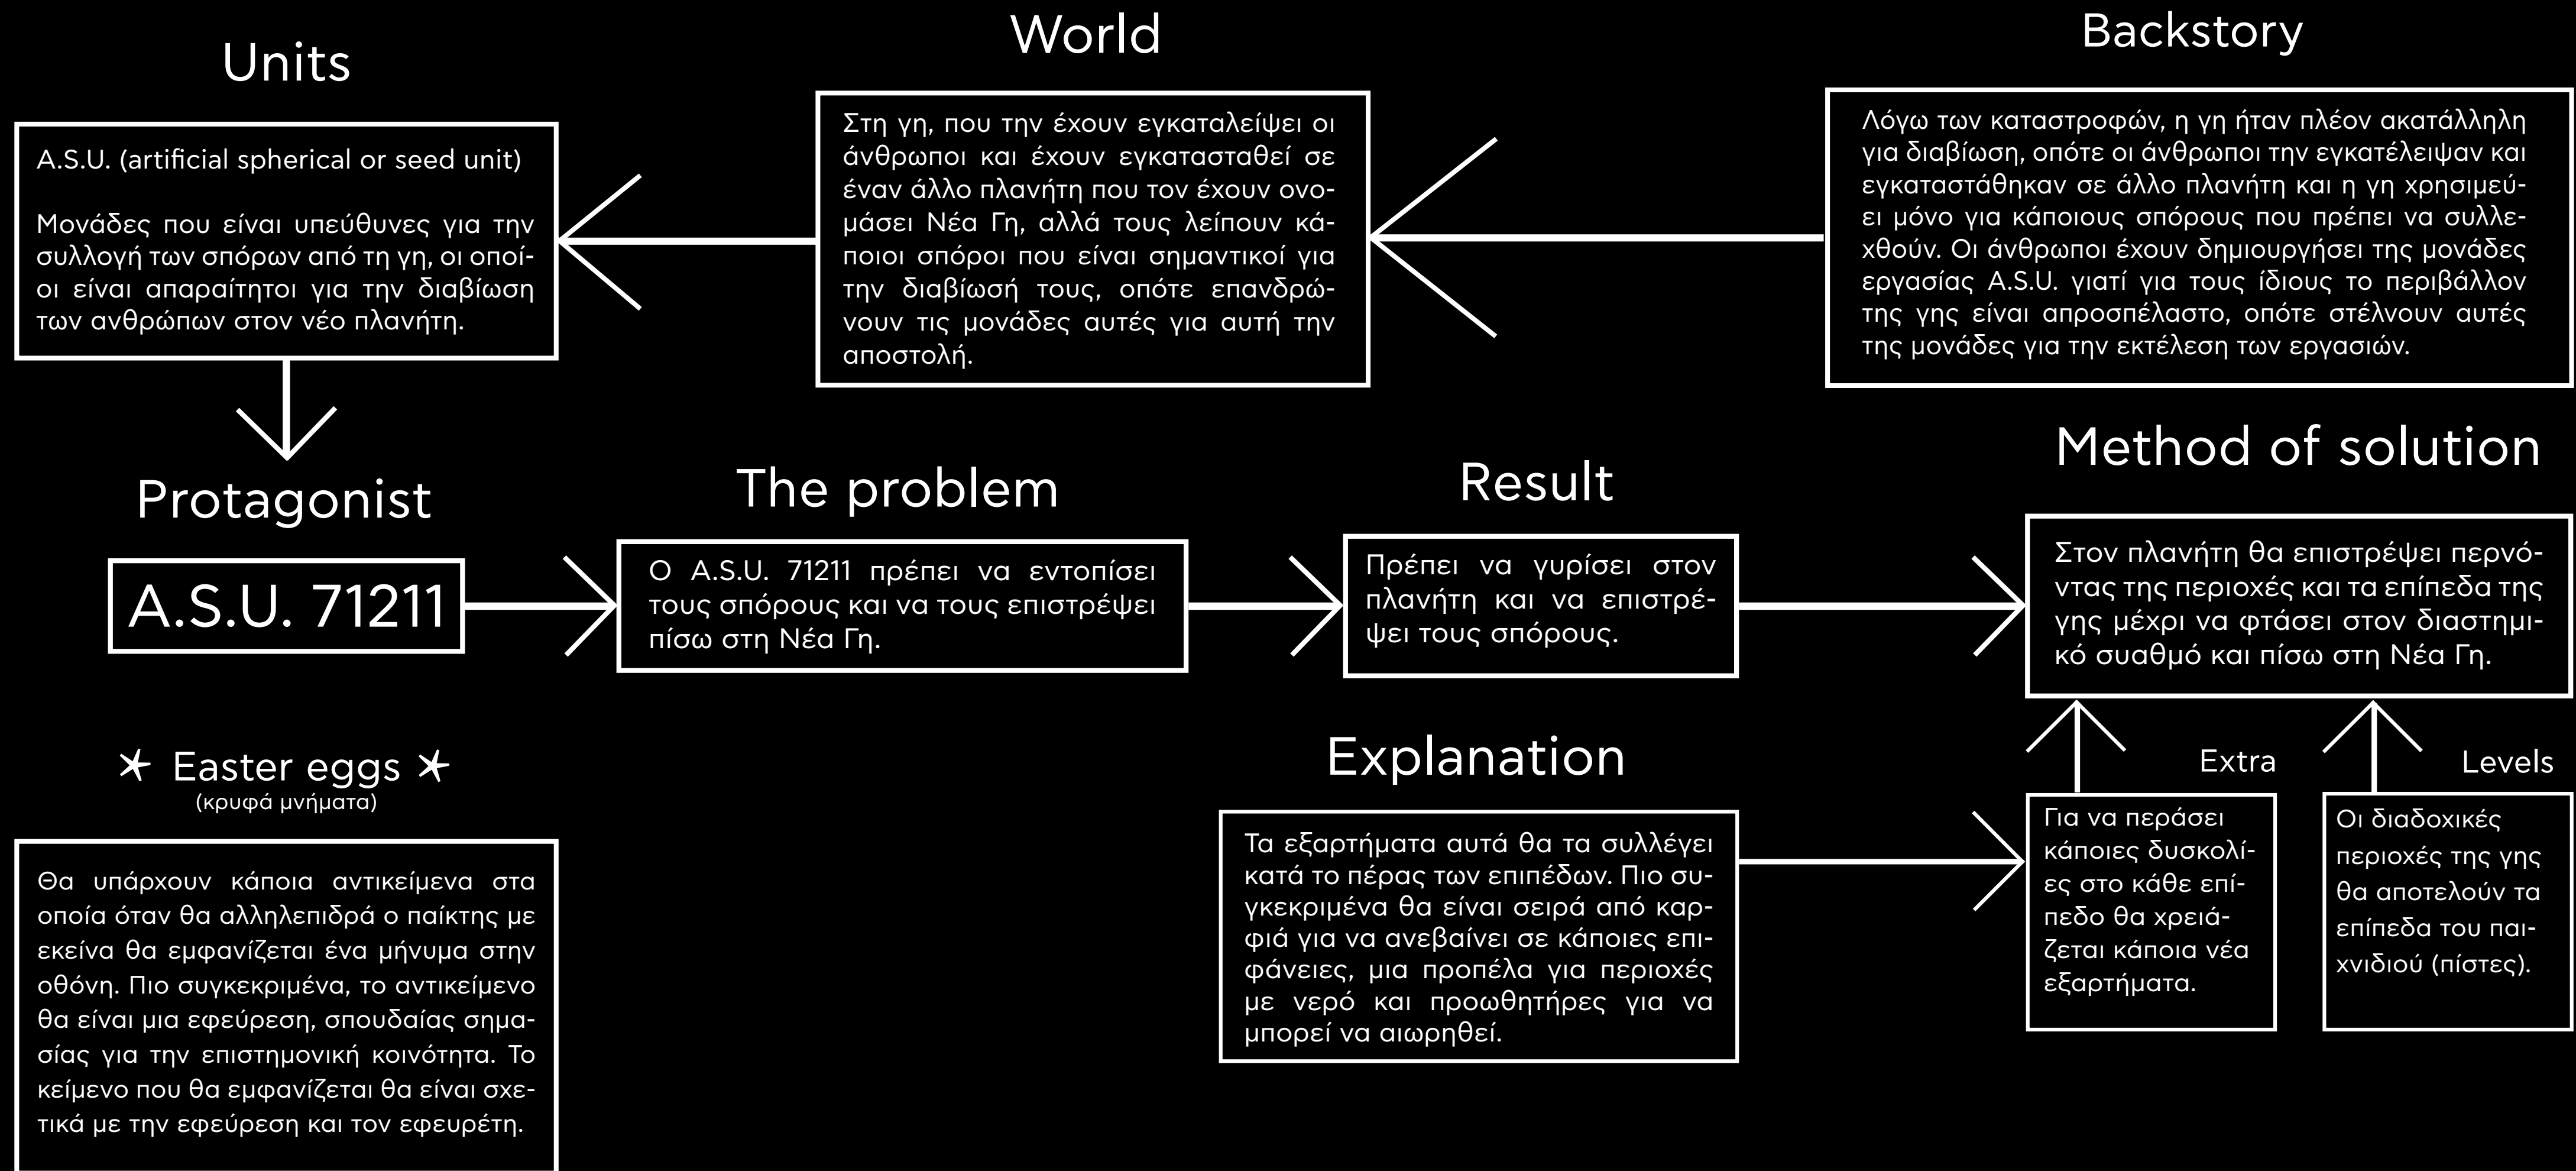 Units
A.S.U. (artificial spherical or seed unit)
Μονάδες που είναι υπεύθυνες για την
συλλογή των σπόρων από τη γη, οι οποί-
οι είναι απαραίτητοι για την διαβίωση
των ανθρώπων στον νέο πλανήτη.
World
Στη γη, που την έχουν εγκαταλείψει οι
άνθρωποι και έχουν εγκατασταθεί σε
έναν άλλο πλανήτη που τον έχουν ονο-
μάσει Νέα Γη, αλλά τους λείπουν κά-
ποιοι σπόροι που είναι σημαντικοί για
την διαβίωσή τους, οπότε επανδρώ-
νουν τις μονάδες αυτές για αυτή την
αποστολή.
Backstory
Λόγω των καταστροφών, η γη ήταν πλέον ακατάλληλη
για διαβίωση, οπότε οι άνθρωποι την εγκατέλειψαν και
εγκαταστάθηκαν σε άλλο πλανήτη και η γη χρησιμεύ-
ει μόνο για κάποιους σπόρους που πρέπει να συλλε-
χθούν. Οι άνθρωποι έχουν δημιουργήσει της μονάδες
εργασίας A.S.U. γιατί για τους ίδιους το περιβάλλον
της γης είναι απροσπέλαστο, οπότε στέλνουν αυτές
της μονάδες για την εκτέλεση των εργασιών.
Protagonist
A.S.U. 71211
The problem
Ο A.S.U. 71211 πρέπει να εντοπίσει
τους σπόρους και να τους επιστρέψει
πίσω στη Νέα Γη.
Result
Πρέπει να γυρίσει στον
πλανήτη και να επιστρέ-
ψει τους σπόρους.
Method of solution
Στον πλανήτη θα επιστρέψει περνό-
ντας της περιοχές και τα επίπεδα της
γης μέχρι να φτάσει στον διαστημι-
κό συαθμό και πίσω στη Νέα Γη.
Easter eggs
(κρυφά μνήματα)
Θα υπάρχουν κάποια αντικείμενα στα
οποία όταν θα αλληλεπιδρά ο παίκτης με
εκείνα θα εμφανίζεται ένα μήνυμα στην
οθόνη. Πιο συγκεκριμένα, το αντικείμενο
θα είναι μια εφεύρεση, σπουδαίας σημα-
σίας για την επιστημονική κοινότητα. Το
κείμενο που θα εμφανίζεται θα είναι σχε-
τικά με την εφεύρεση και τον εφευρέτη.
Explanation
Τα εξαρτήματα αυτά θα τα συλλέγει
κατά το πέρας των επιπέδων. Πιο συ-
γκεκριμένα θα είναι σειρά από καρ-
φιά για να ανεβαίνει σε κάποιες επι-
φάνειες, μια προπέλα για περιοχές
με νερό και προωθητήρες για να
μπορεί να αιωρηθεί.
Extra
Για να περάσει
κάποιες δυσκολί-
ες στο κάθε επί-
πεδο θα χρειά-
ζεται κάποια νέα
εξαρτήματα.
Levels
Οι διαδοχικές
περιοχές της γης
θα αποτελούν τα
επίπεδα του παι-
χνιδιού (πίστες).